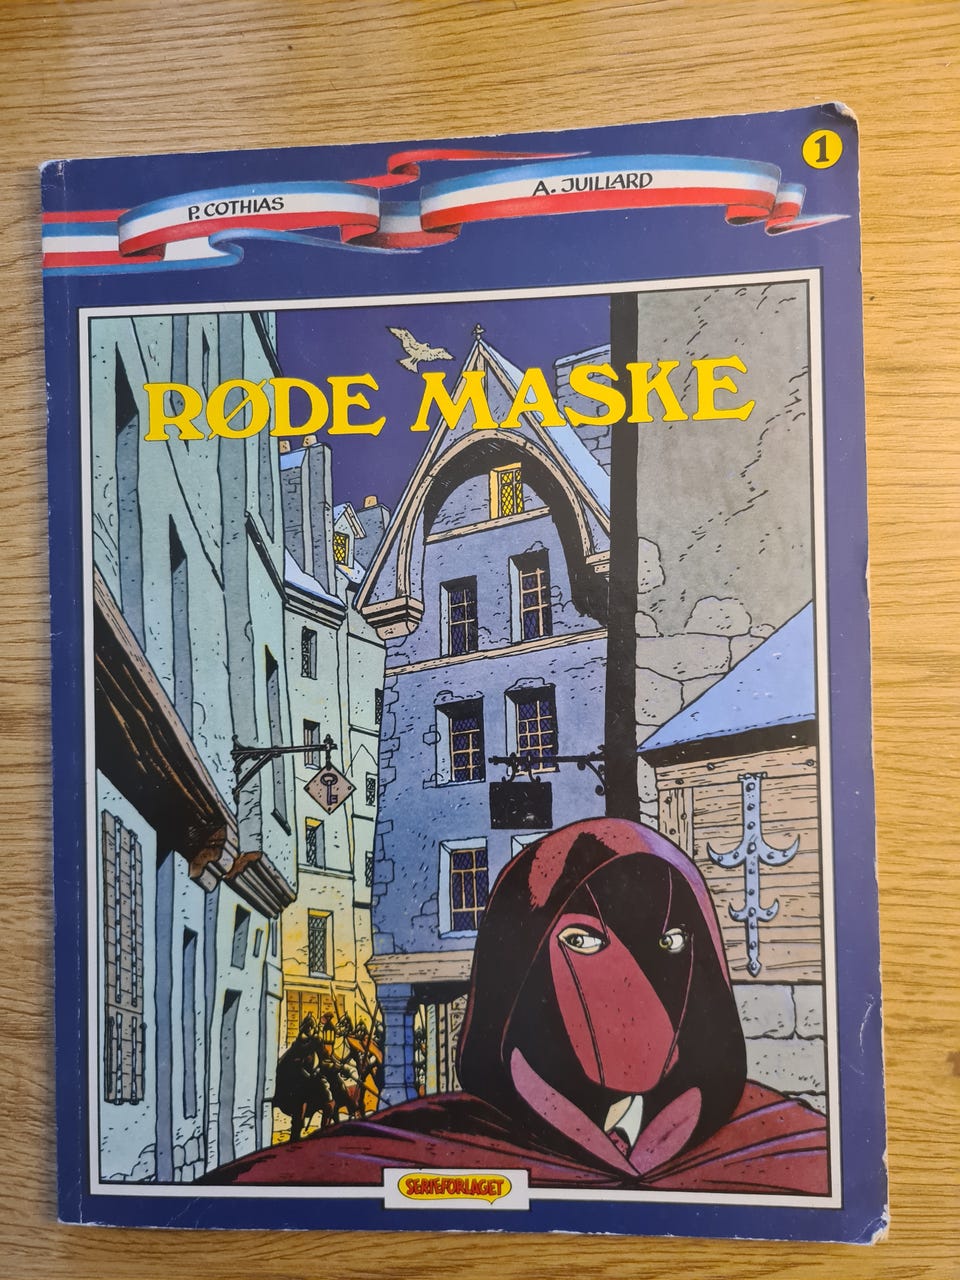 1
P. COTHIAS
A. JUILLARD
RØDE MASKE
SERIEFORLAGET